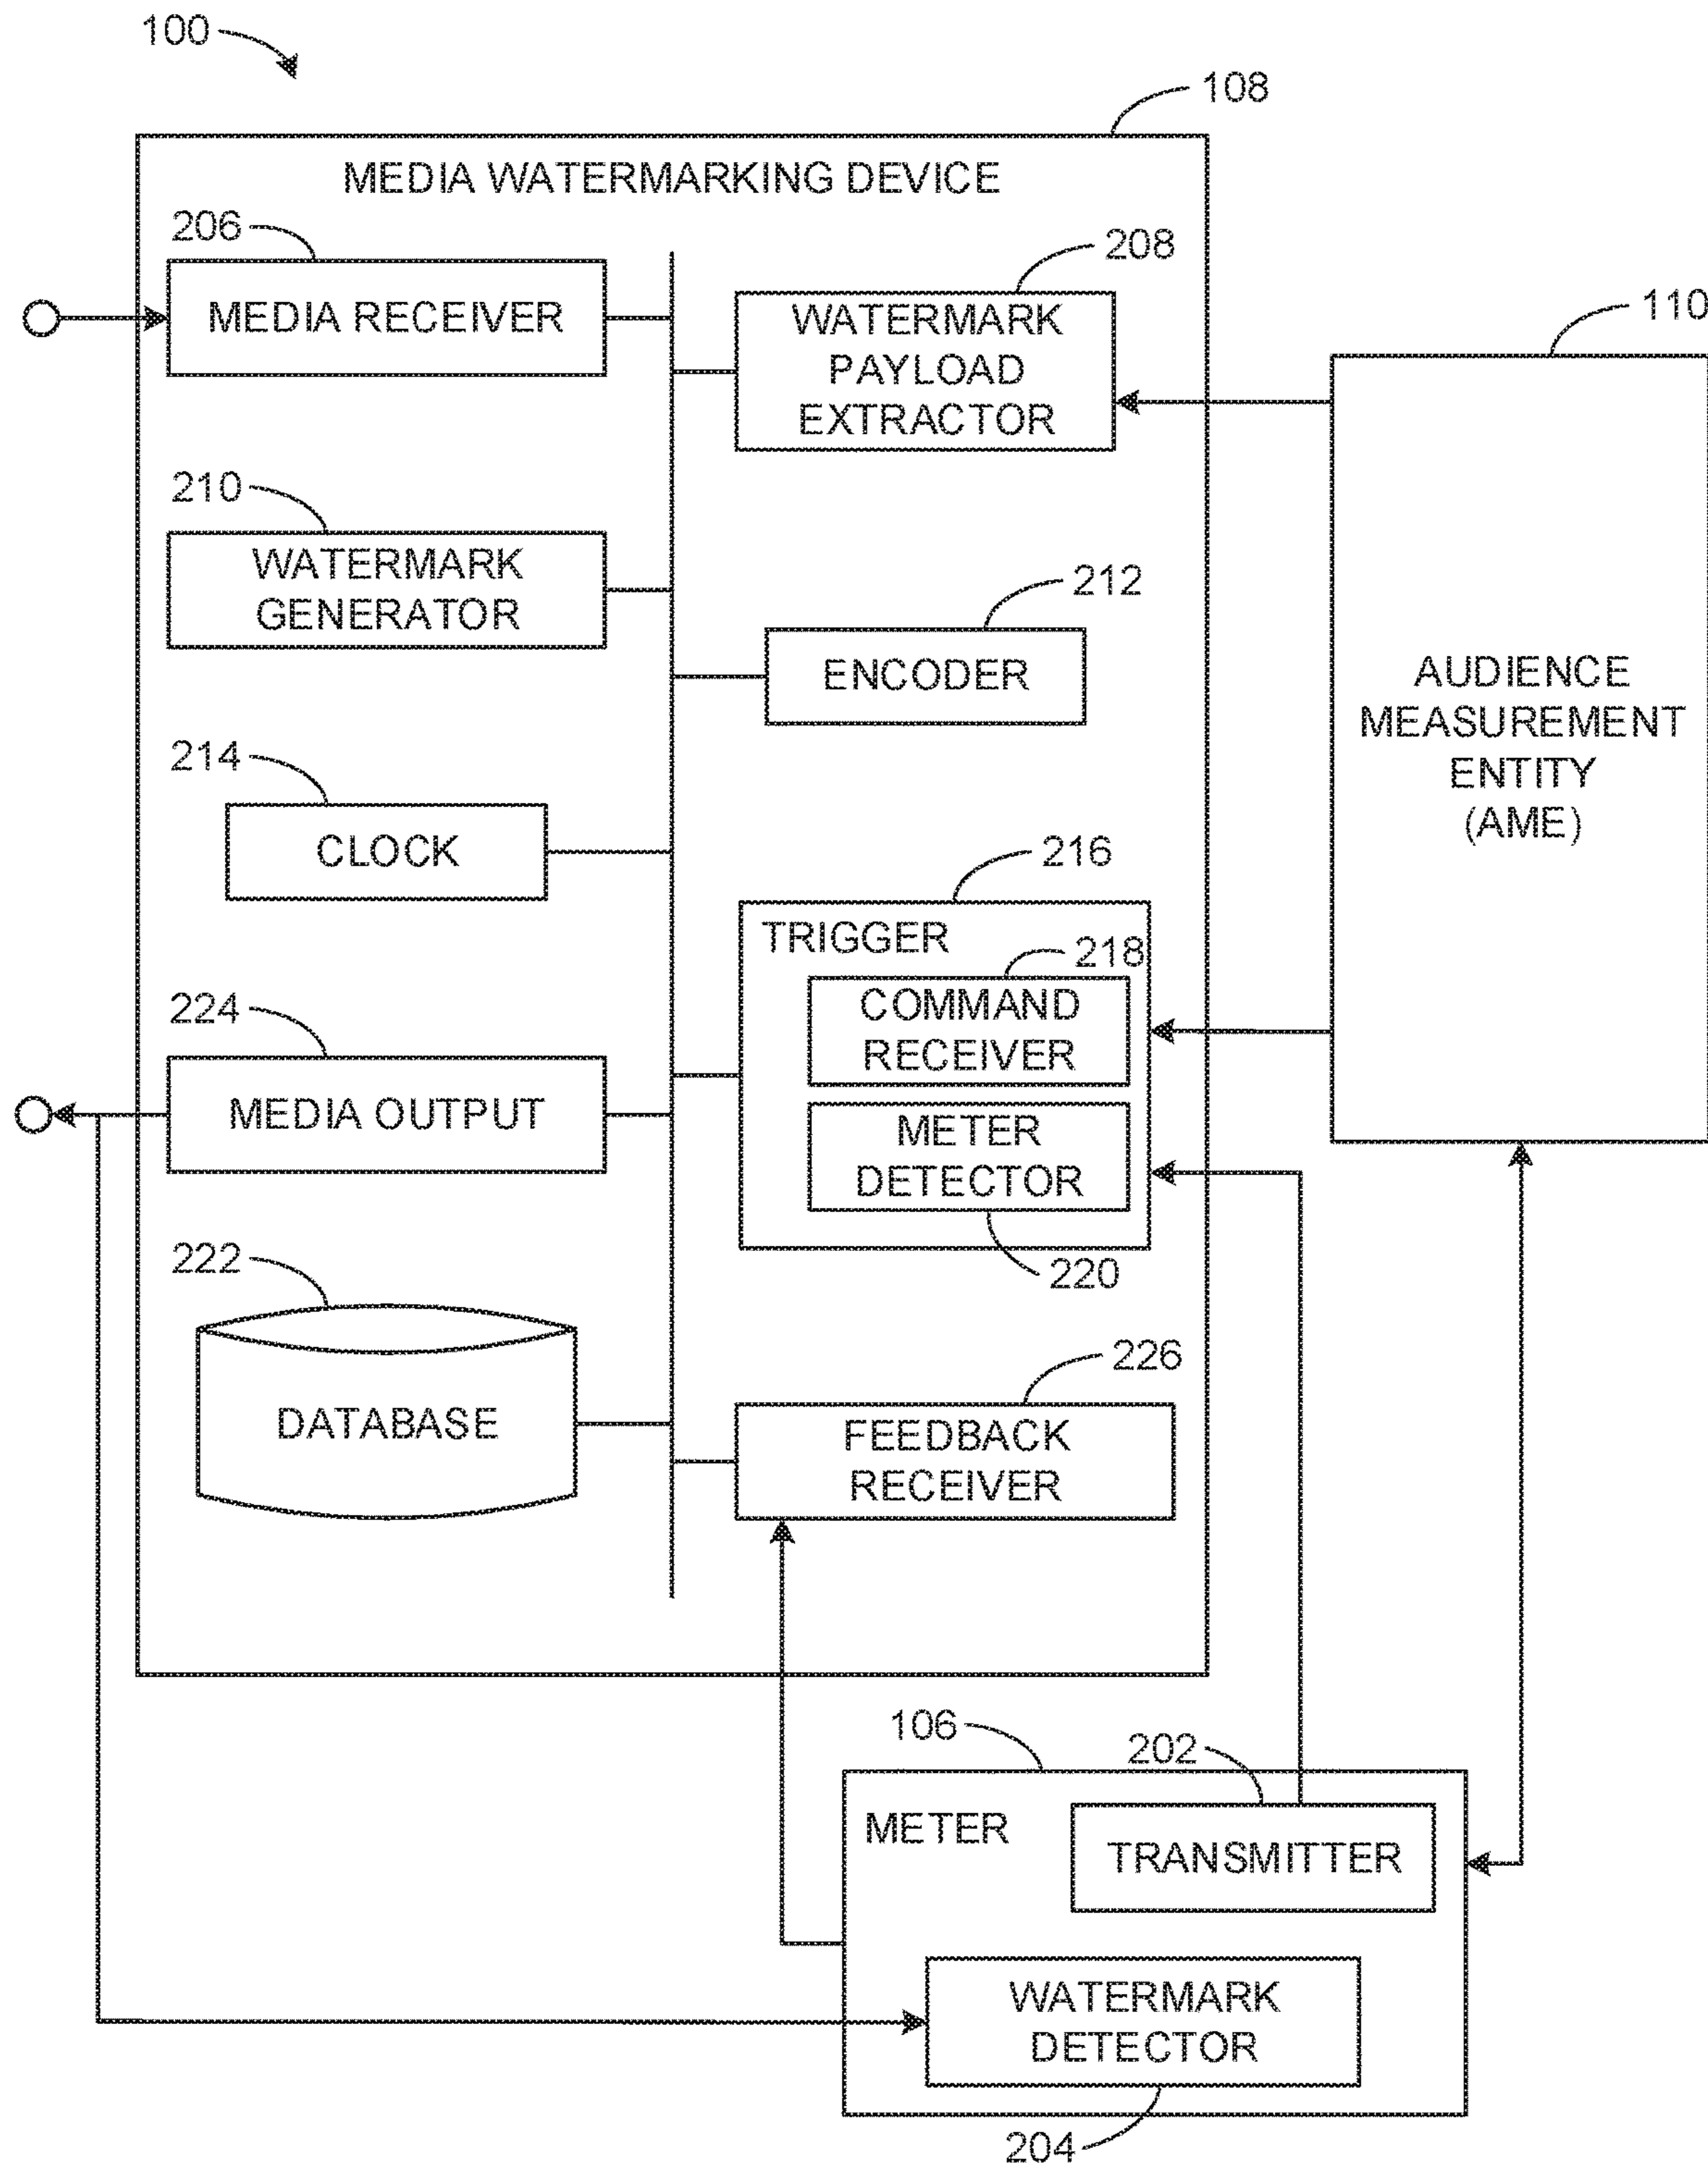 100
108
MEDIA WATERMARKING DEVICE
206
MEDIA RECEIVER
208
WATERMARK
PAYLOAD
EXTRACTOR
110
210
WATERMARK
GENERATOR
212
ENCODER
AUDIENCE
MEASUREMENT
ENTITY
(AME)
214
CLOCK
216
TRIGGER
218
COMMAND
RECEIVER
224
MEDIA OUTPUT
METER
DETECTOR
220
222
DATABASE
226
FEEDBACK
RECEIVER
106
202
METER
TRANSMITTER
WATERMARK
DETECTOR
204